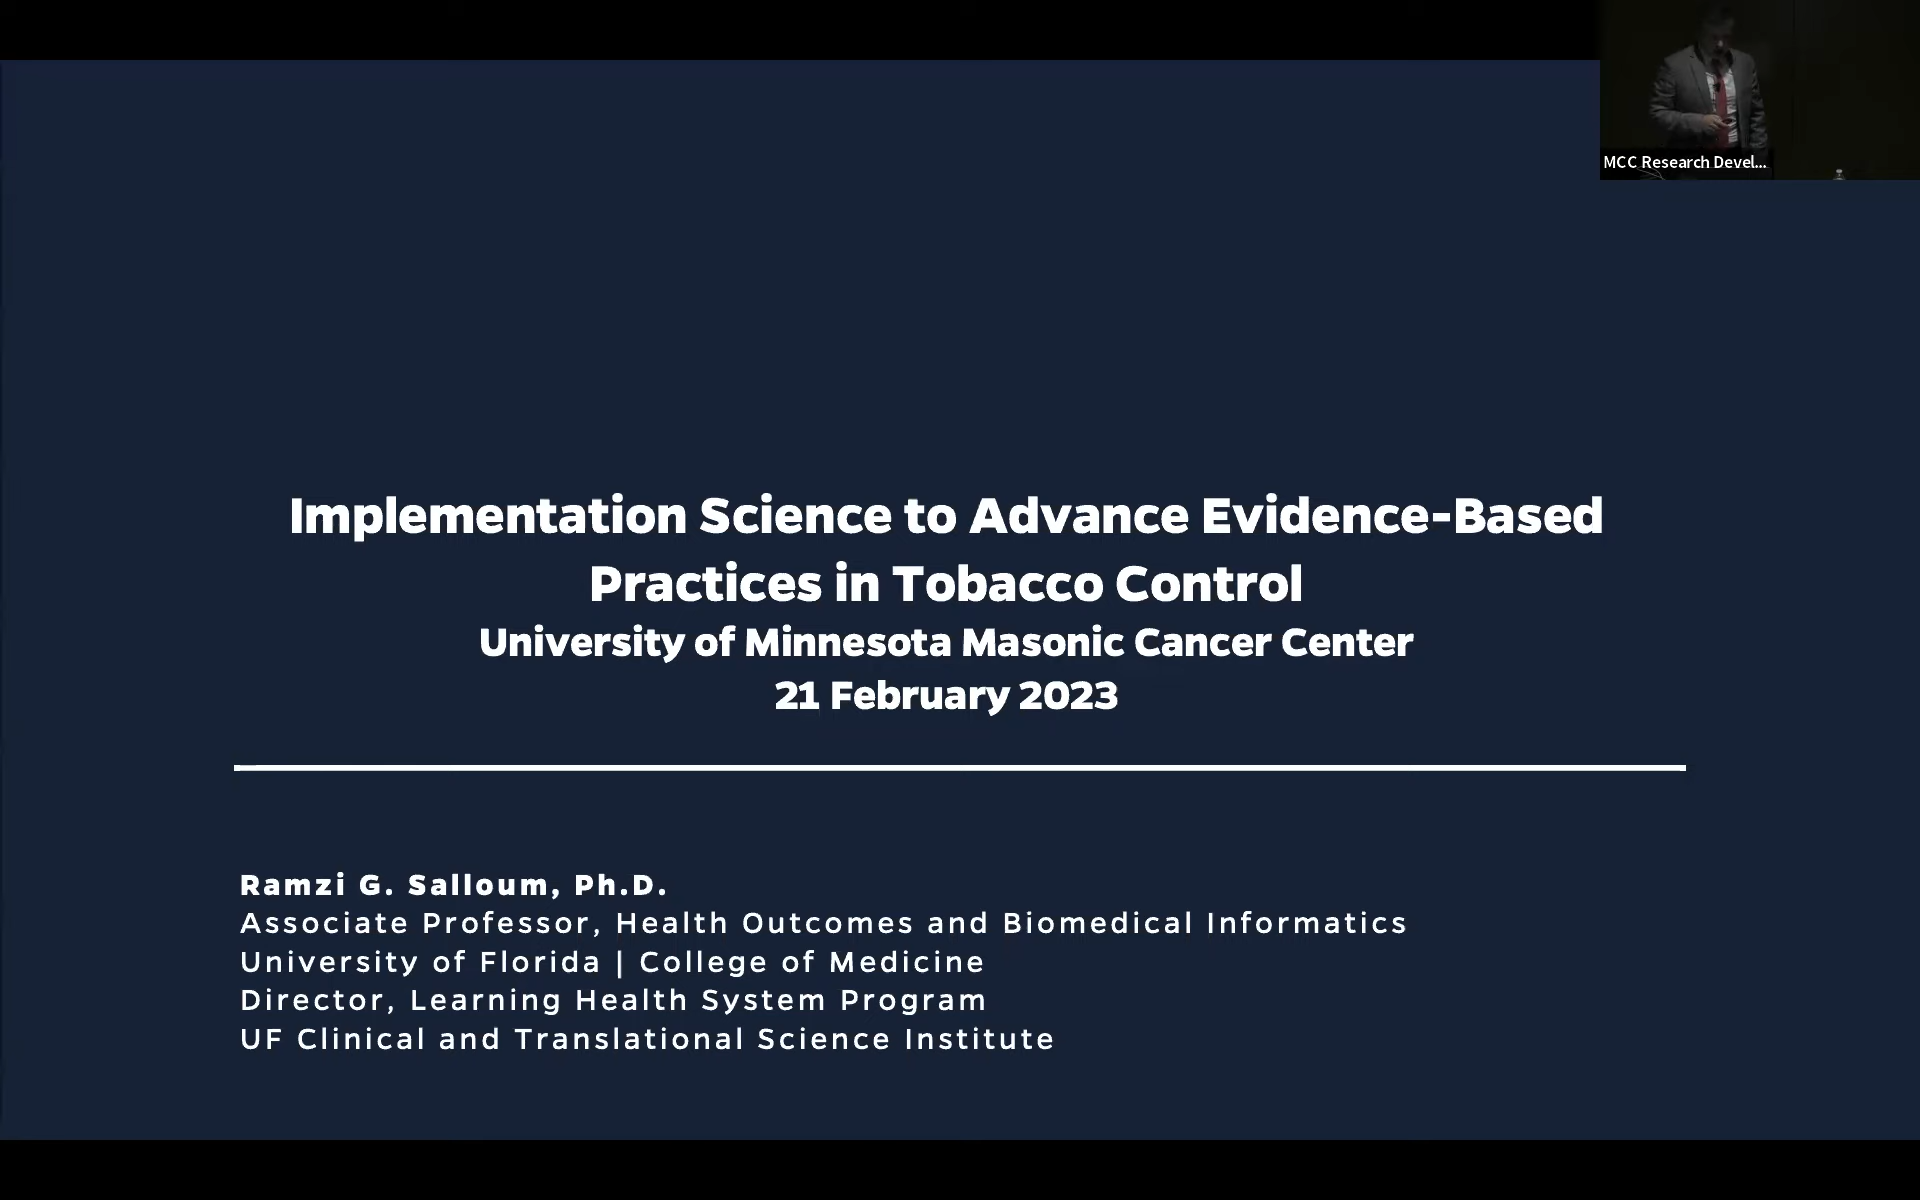 MCC Research Devel...
Implementation Science to Advance Evidence-Based
Practices in Tobacco Control
University of Minnesota Masonic Cancer Center
21 February 2023
Ramzi G. Salloum, Ph.D.
Associate Professor, Health Outcomes and Biomedical Informatics
University of Florida | College of Medicine
Director, Learning Health System Program
UF Clinical and Translational Science Institute